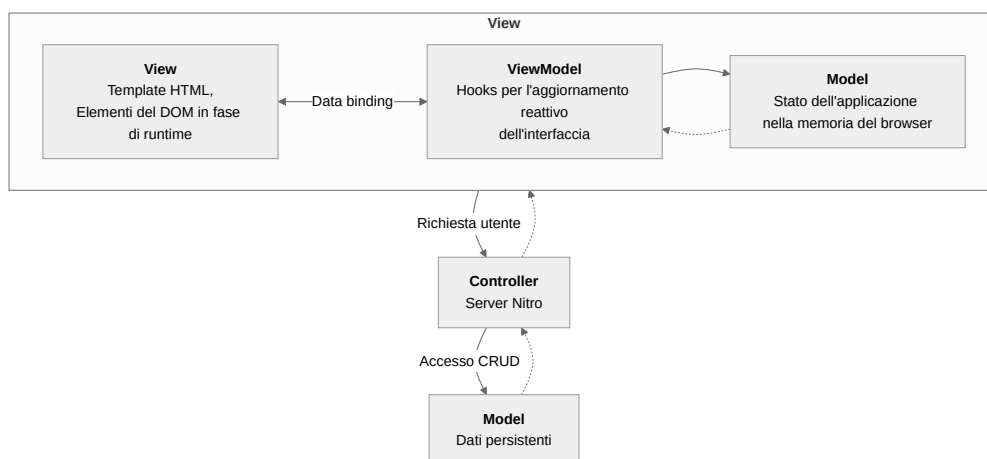 View
View
Template HTML,
Elementi del DOM in fase
di runtime
Data binding
ViewModel
Hooks per l'aggiornamento
reattivo
dell'interfaccia
Model
Stato dell'applicazione
nella memoria del browser
Richiesta utente
Controller
Server Nitro
Accesso CRUD
Model
Dati persistenti